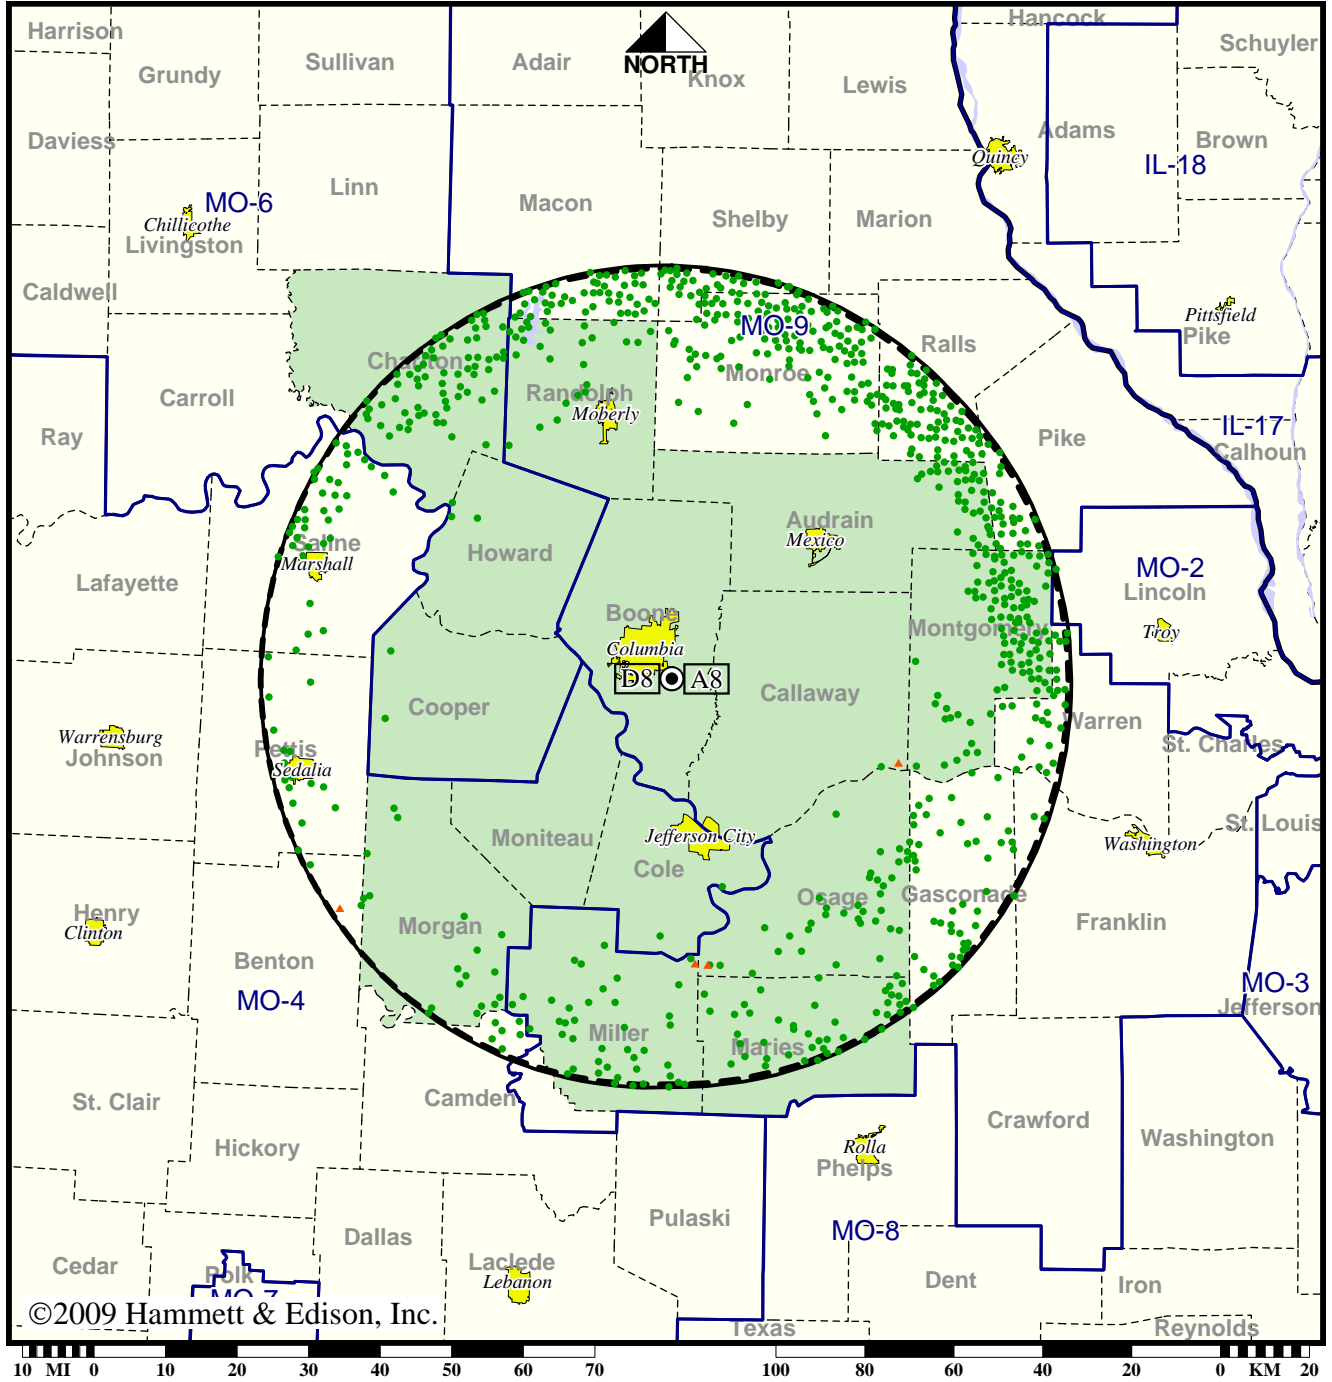 Harrison
Hancock
Schuyler
Grundy
Sullivan
Adair
NORTH
Knox
Lewis
Daviess
Adams
Brown
Quincy
IL-18
Linn
MO-6
Macon
Shelby
Marion
Chillicothe
Livingston
Caldwell
Pittsfield
Pike
MO-9
Ralls
Chariton
Monroe
Carroll
Randolph
Moberly
Ray
Pike
IL-17
Calhoun
Audrain
Mexico
Saline
Marshall
Howard
Lafayette
MO-2
Lincoln
Boone
Montgomery
Troy
Columbia
D8
A8
Callaway
Cooper
Warren
Warrensburg
Johnson
Pettis
Sedalia
St. Charles
St. Louis
Moniteau
Jefferson City
Washington
Cole
Osage
Gasconade
Henry
Clinton
Morgan
Franklin
Benton
MO-4
MO-3
Jefferson
Miller
Maries
St. Clair
Camden
Crawford
Washington
Hickory
Rolla
Phelps
Pulaski
MO-8
Dallas
Cedar
Polk
Laclede
Lebanon
Dent
Iron
MO-7
©2009 Hammett & Edison, Inc.
Texas
Reynolds
10 MI 0 10 20 30 40 50 60 70 100 80 60 40 20 0 KM 20